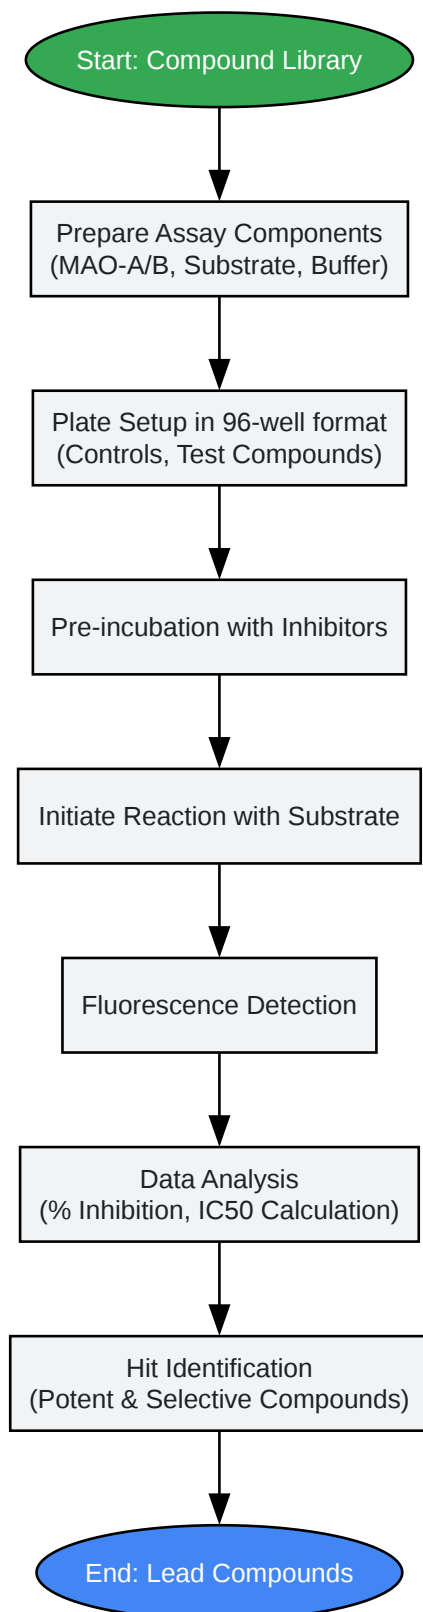 Start: Compound Library
Prepare Assay Components
(MAO-A/B, Substrate, Buffer)
Plate Setup in 96-well format
(Controls, Test Compounds)
Pre-incubation with Inhibitors
Initiate Reaction with Substrate
Fluorescence Detection
Data Analysis
(% Inhibition, IC50 Calculation)
Hit Identification
(Potent & Selective Compounds)
End: Lead Compounds